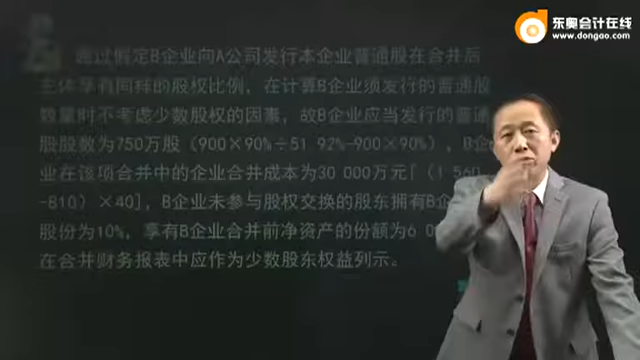 东奥会计在线
www.dongao.com
通过假定B企业向A公司发行本企业普通股在合并后
主体享有同样的股权比例，在计算B企业须发行的普通股
数量时不考虑少数股权的因素，故B企业应当发行的普通
股股数为750万股（900×90%÷51 92%-900×90%），B企
业在该项合并中的企业合并成本为30 000万元［（1 560
-810）×40］，B企业未参与股权交换的股东拥有B企
股份为10%，享有B企业合并前净资产的份额为6 0
在合并财务报表中应作为少数股东权益列示。